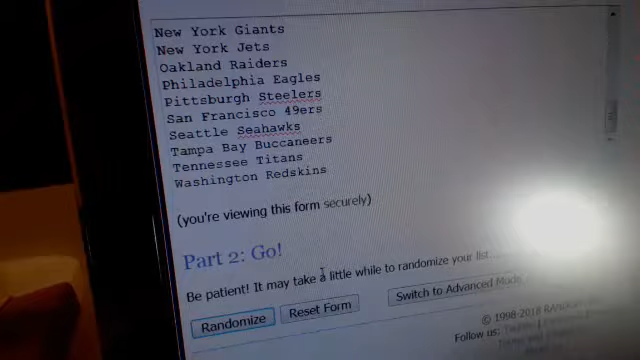 New York Giants
New York Jets
Oakland Raiders
Philadelphia Eagles
Pittsburgh Steelers
San Francisco 49ers
Seattle Seahawks
Tampa Bay Buccaneers
Tennessee Titans
Washington Redskins
(you're viewing this form securely)
Part 2: Go!
Be patient! It may take a little while to randomize your list...
Randomize Reset Form Switch to Advanced Mode
© 1998-2018
Follow us: